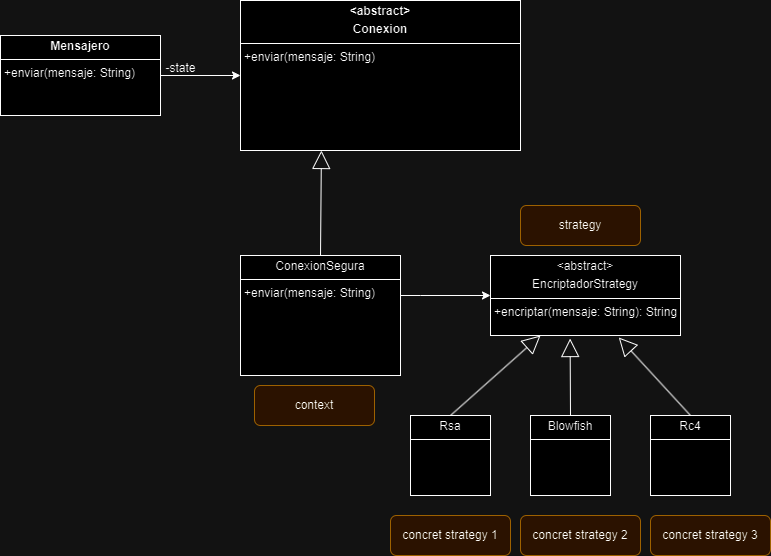 <abstract>
Conexion
+enviar(mensaje: String)
Mensajero
+enviar(mensaje: String)
-state
strategy
ConexionSegura
+enviar(mensaje: String)
<abstract>
EncriptadorStrategy
+encriptar(mensaje: String): String
context
Rsa
Blowfish
Rc4
concret strategy 1
concret strategy 2
concret strategy 3